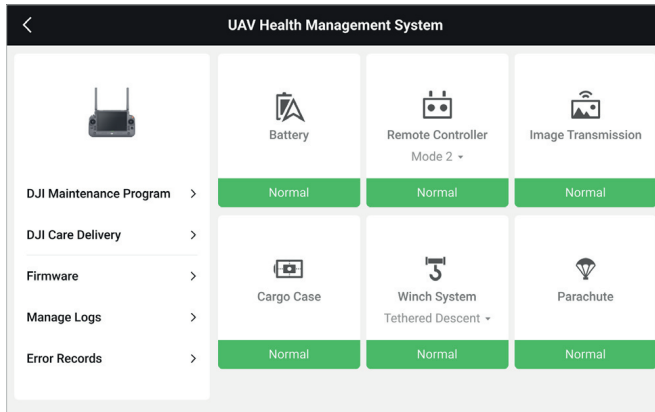 UAV Health Management System
DJI Maintenance Program
DJI Care Delivery
Firmware
Manage Logs
Error Records
Battery
Normal
Remote Controller
Mode 2
Normal
Image Transmission
Normal
Cargo Case
Normal
Winch System
Tethered Descent
Normal
Parachute
Normal